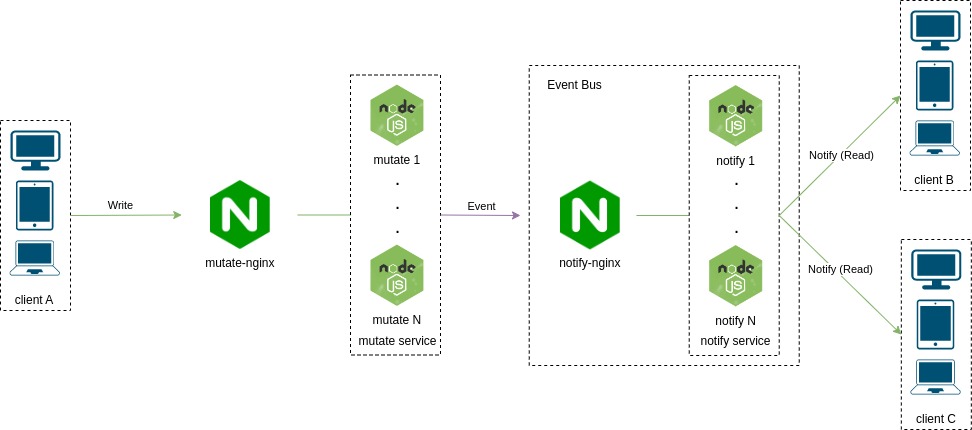 client A
Write
N
mutate-nginx
node
JS
mutate 1
.
.
.
node
JS
mutate N
mutate service
Event
Event Bus
N
notify-nginx
node
JS
notify 1
.
.
.
node
JS
notify N
notify service
Notify (Read)
Notify (Read)
client B
client C